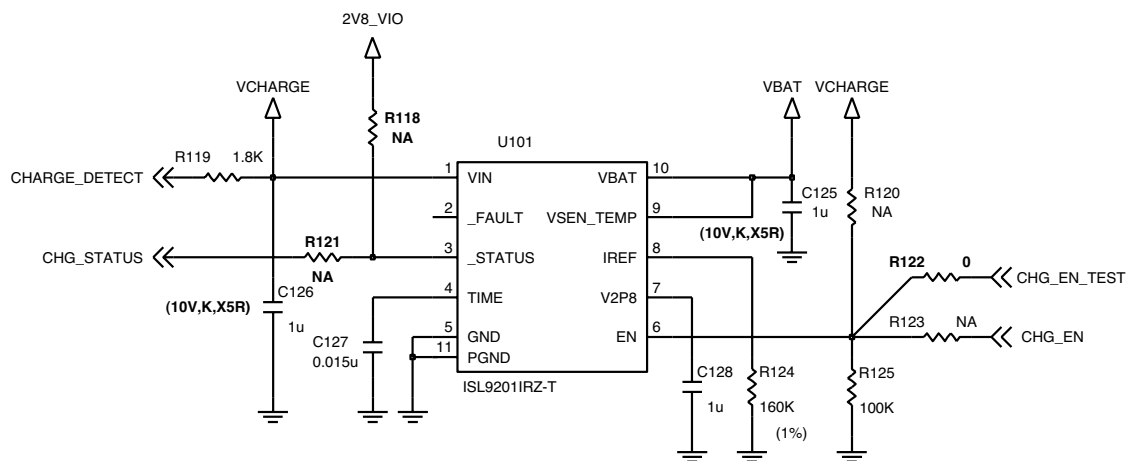 2V8_VIO
VCHARGE
VBAT
VCHARGE
R118
NA
U101
R119
1.8K
CHARGE_DETECT
1
VIN
VBAT
10
C125
1u
R120
NA
2
_FAULT
VSEN_TEMP
9
(10V,K,X5R)
R121
NA
CHG_STATUS
3
_STATUS
IREF
8
R122
0
CHG_EN_TEST
C126
(10V,K,X5R)
1u
4
TIME
V2P8
7
R123
NA
CHG_EN
C127
0.015u
5
GND
EN
6
11
PGND
ISL9201IRZ-T
C128
1u
R124
160K
(1%)
R125
100K